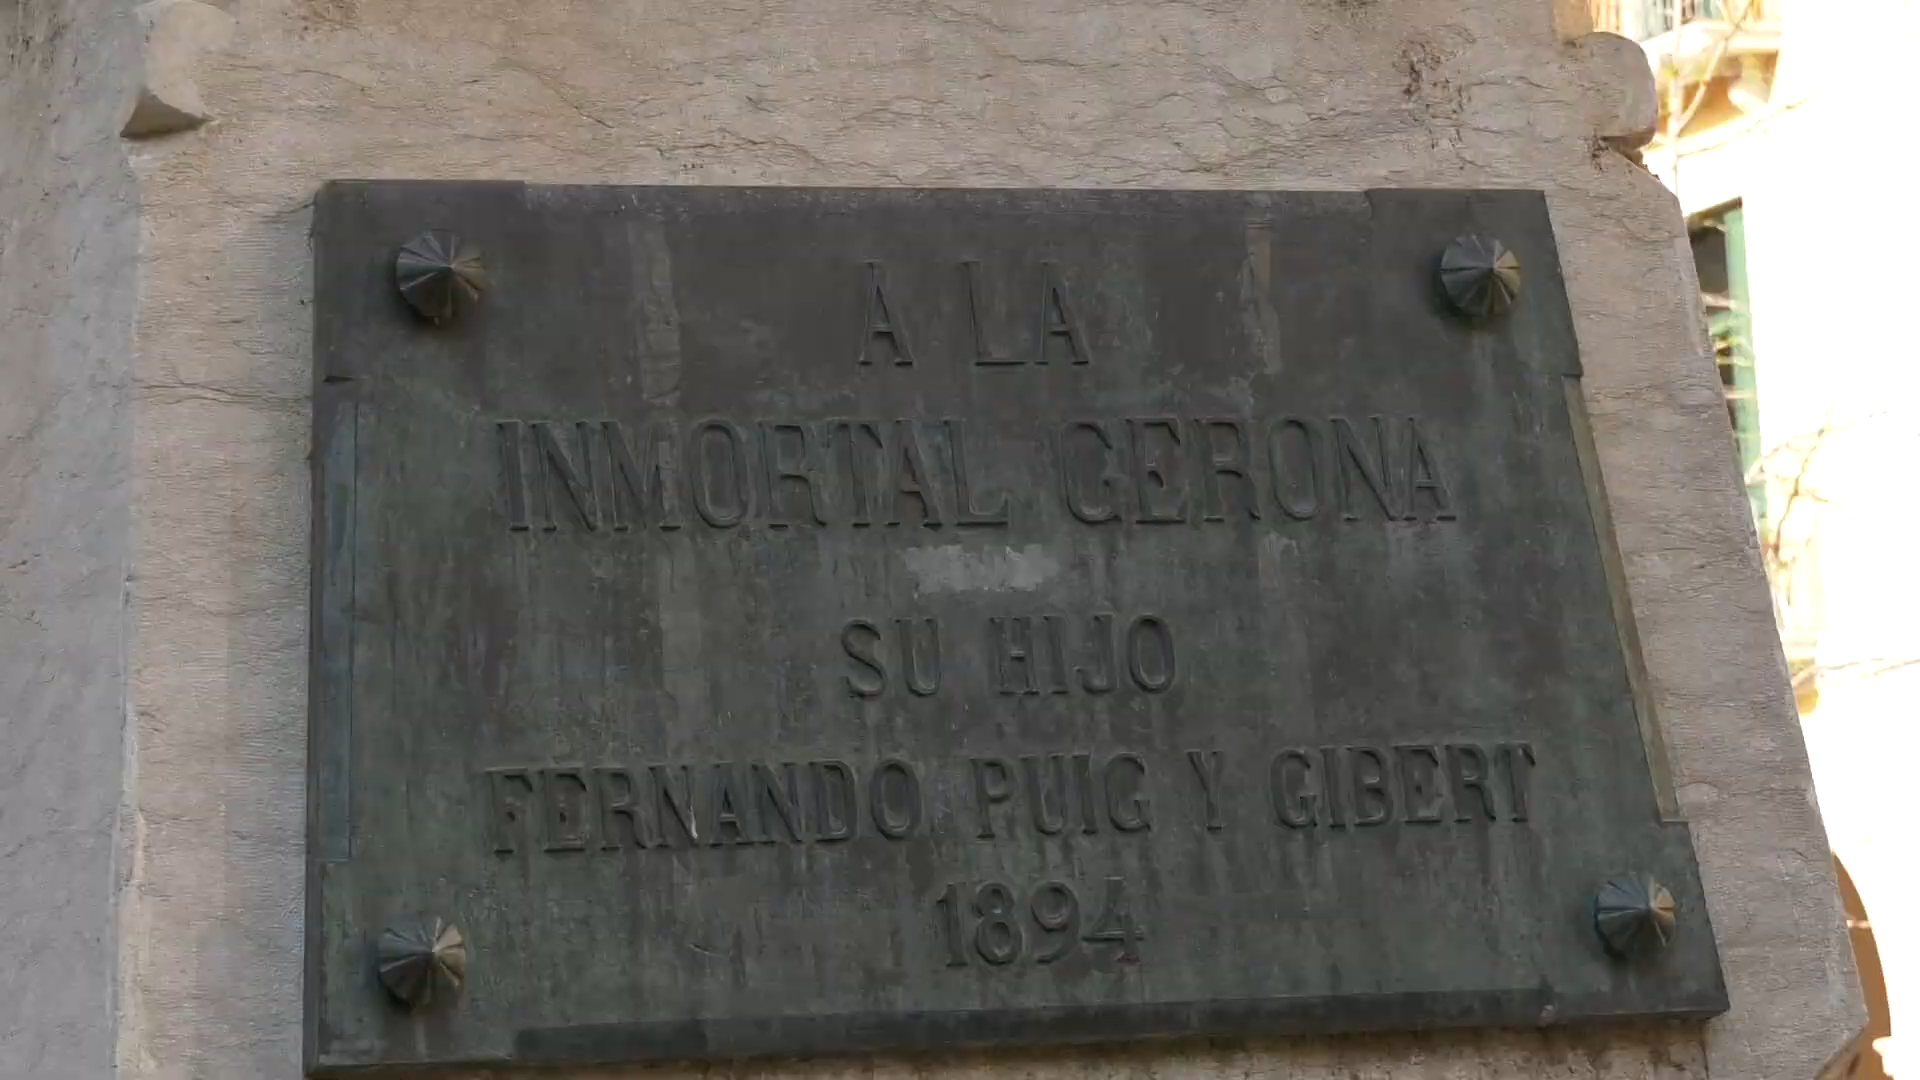 A LA
INMORTAL GERONA
SU HIJO
FERNANDO PUIG Y GIBERT
1894